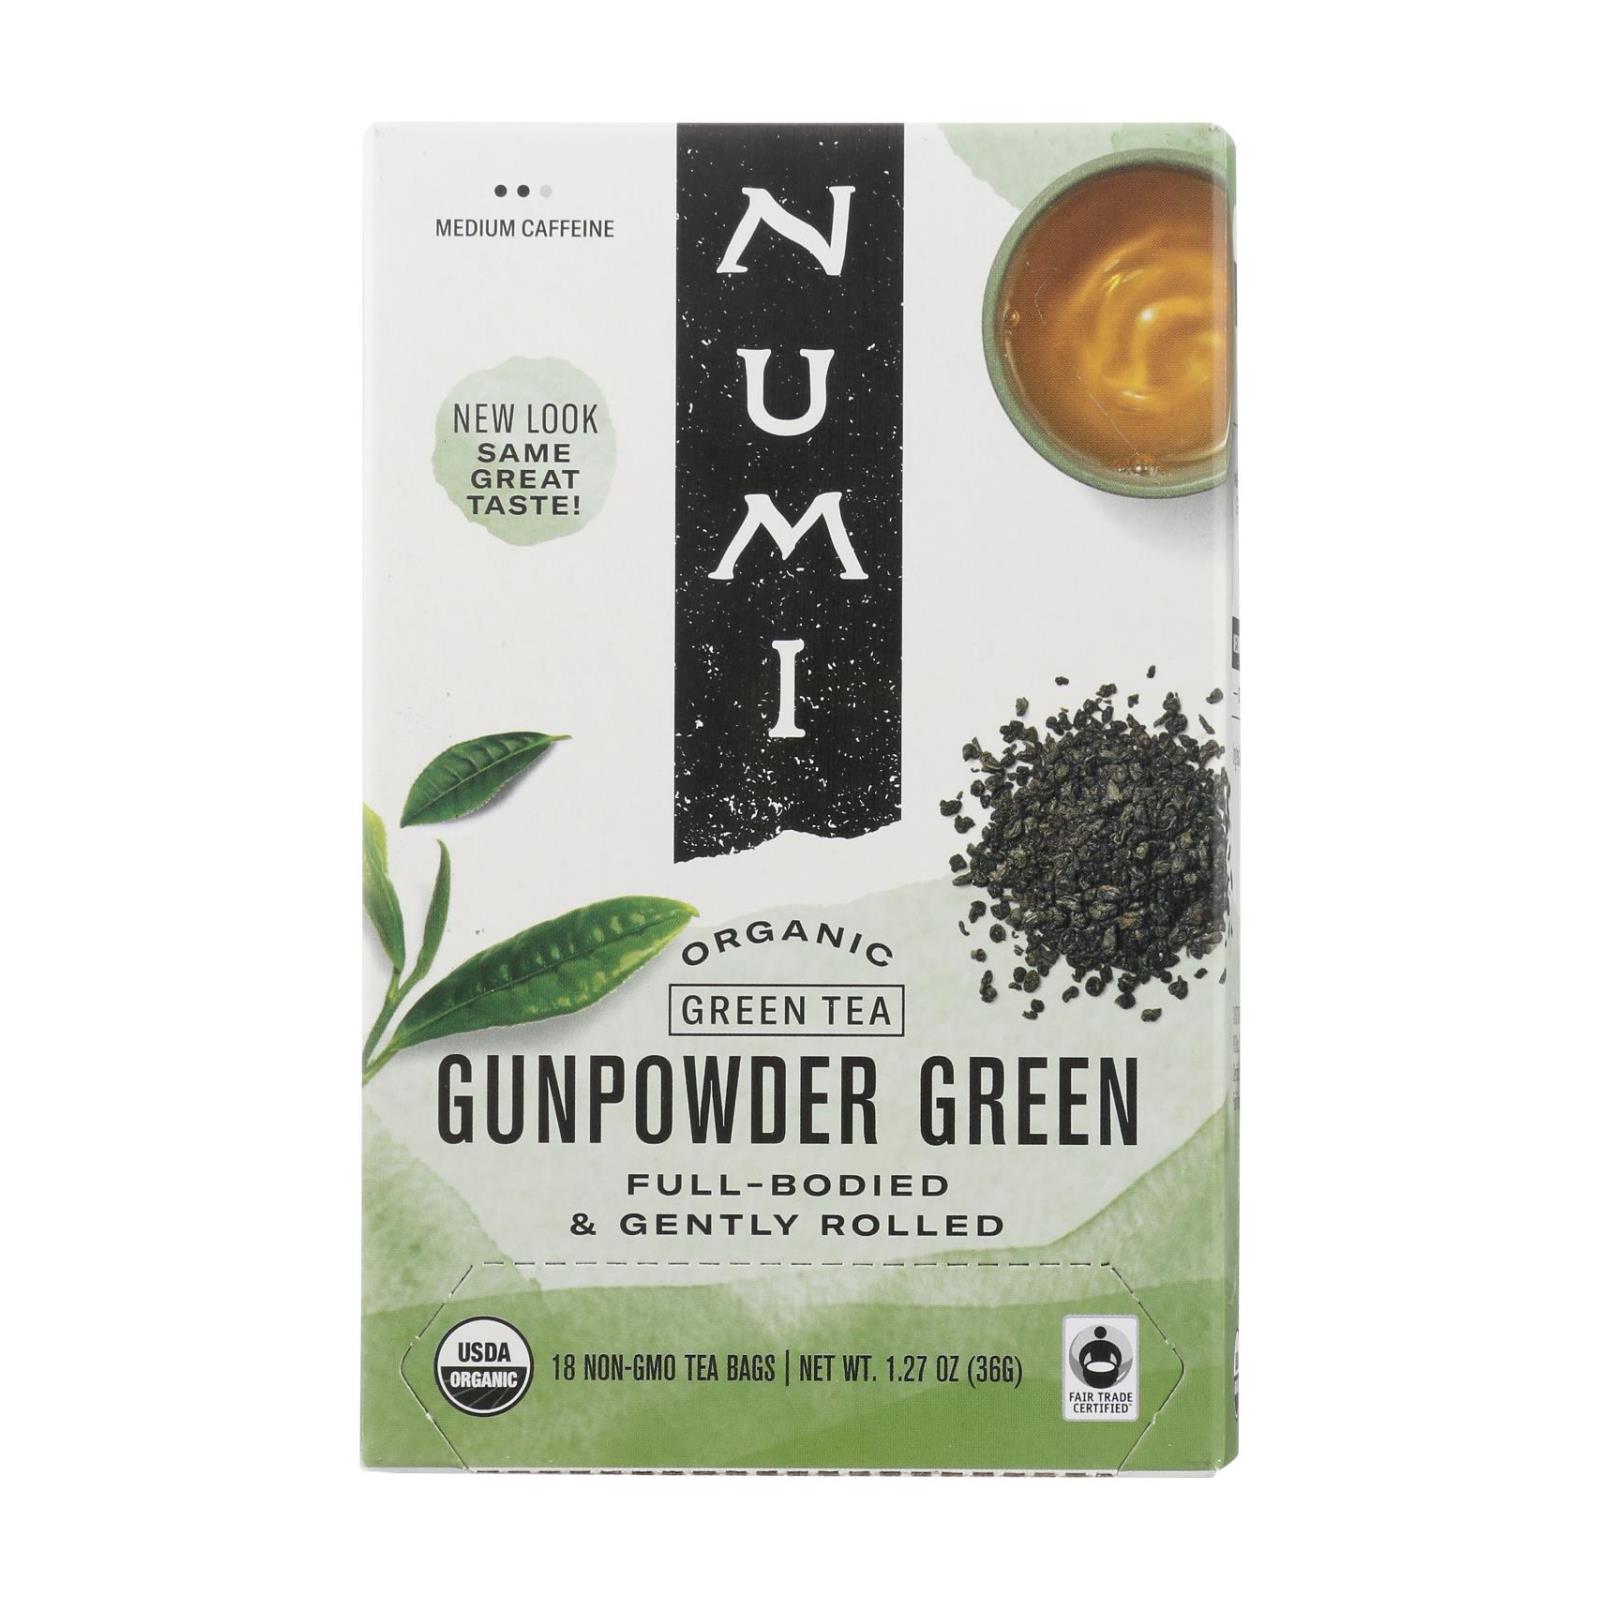 MEDIUM CAFFEINE
NUMI
NEW LOOK
SAME
GREAT
TASTE!
ORGANIC
GREEN TEA
GUNPOWDER GREEN
FULL-BODIED
& GENTLY ROLLED
USDA
ORGANIC
18 NON-GMO TEA BAGS | NET WT. 1.27 OZ (36G)
FAIR TRADE
CERTIFIED™